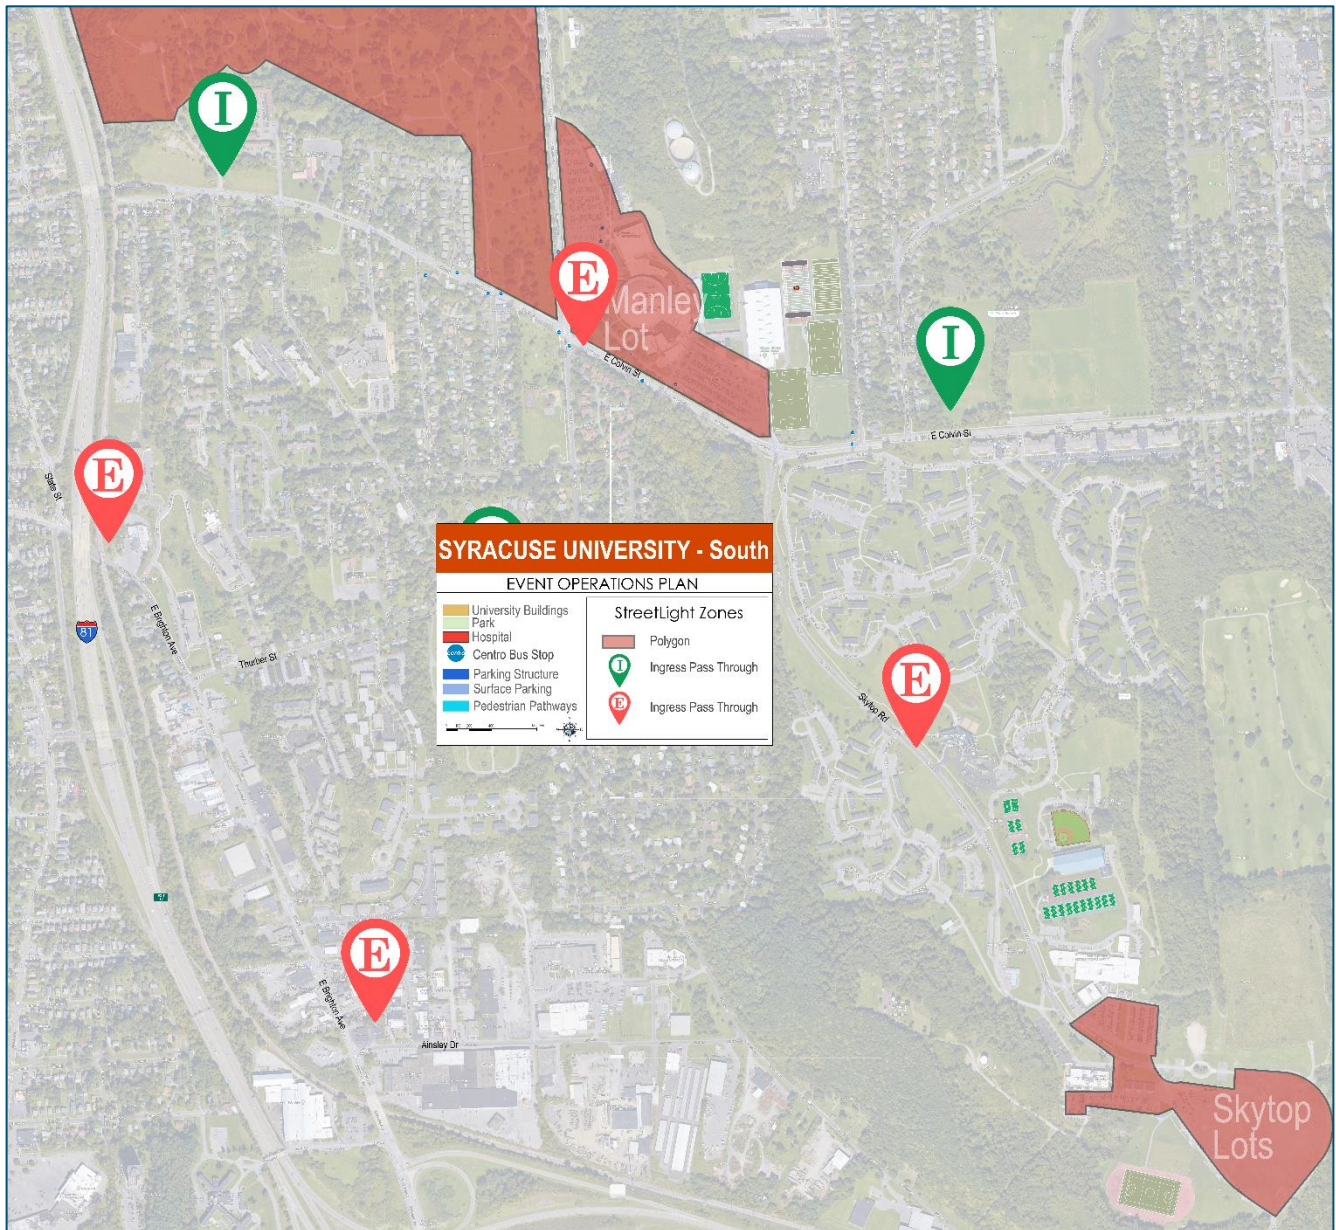 I
E
Manley
Lot
E Colvin St
I
E Colvin St
E
State St
SYRACUSE UNIVERSITY - South
EVENT OPERATIONS PLAN
University Buildings
Park
Hospital
Centro Bus Stop
Parking Structure
Surface Parking
Pedestrian Pathways
StreetLight Zones
Polygon
I
Ingress Pass Through
E
Ingress Pass Through
81
E Brighton Ave
Thurber St
E
Skytop Rd
E
E Brighton Ave
Ainsley Dr
Skytop
Lots